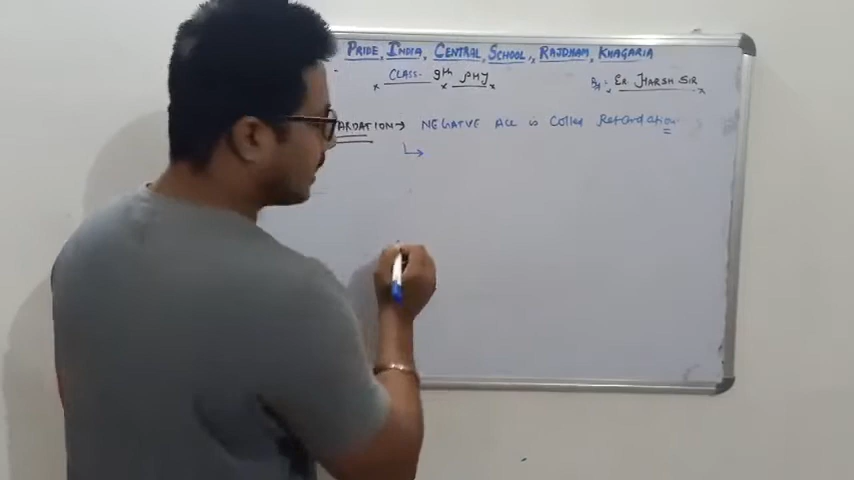 PRIDE INDIA, CENTRAL SCHOOL, RAJDHAM, KHAGARIA
CLASS- 9th PHY
By:- ER. HARSH SIR
ARDATION → NEGATIVE ACC is Called Retardation